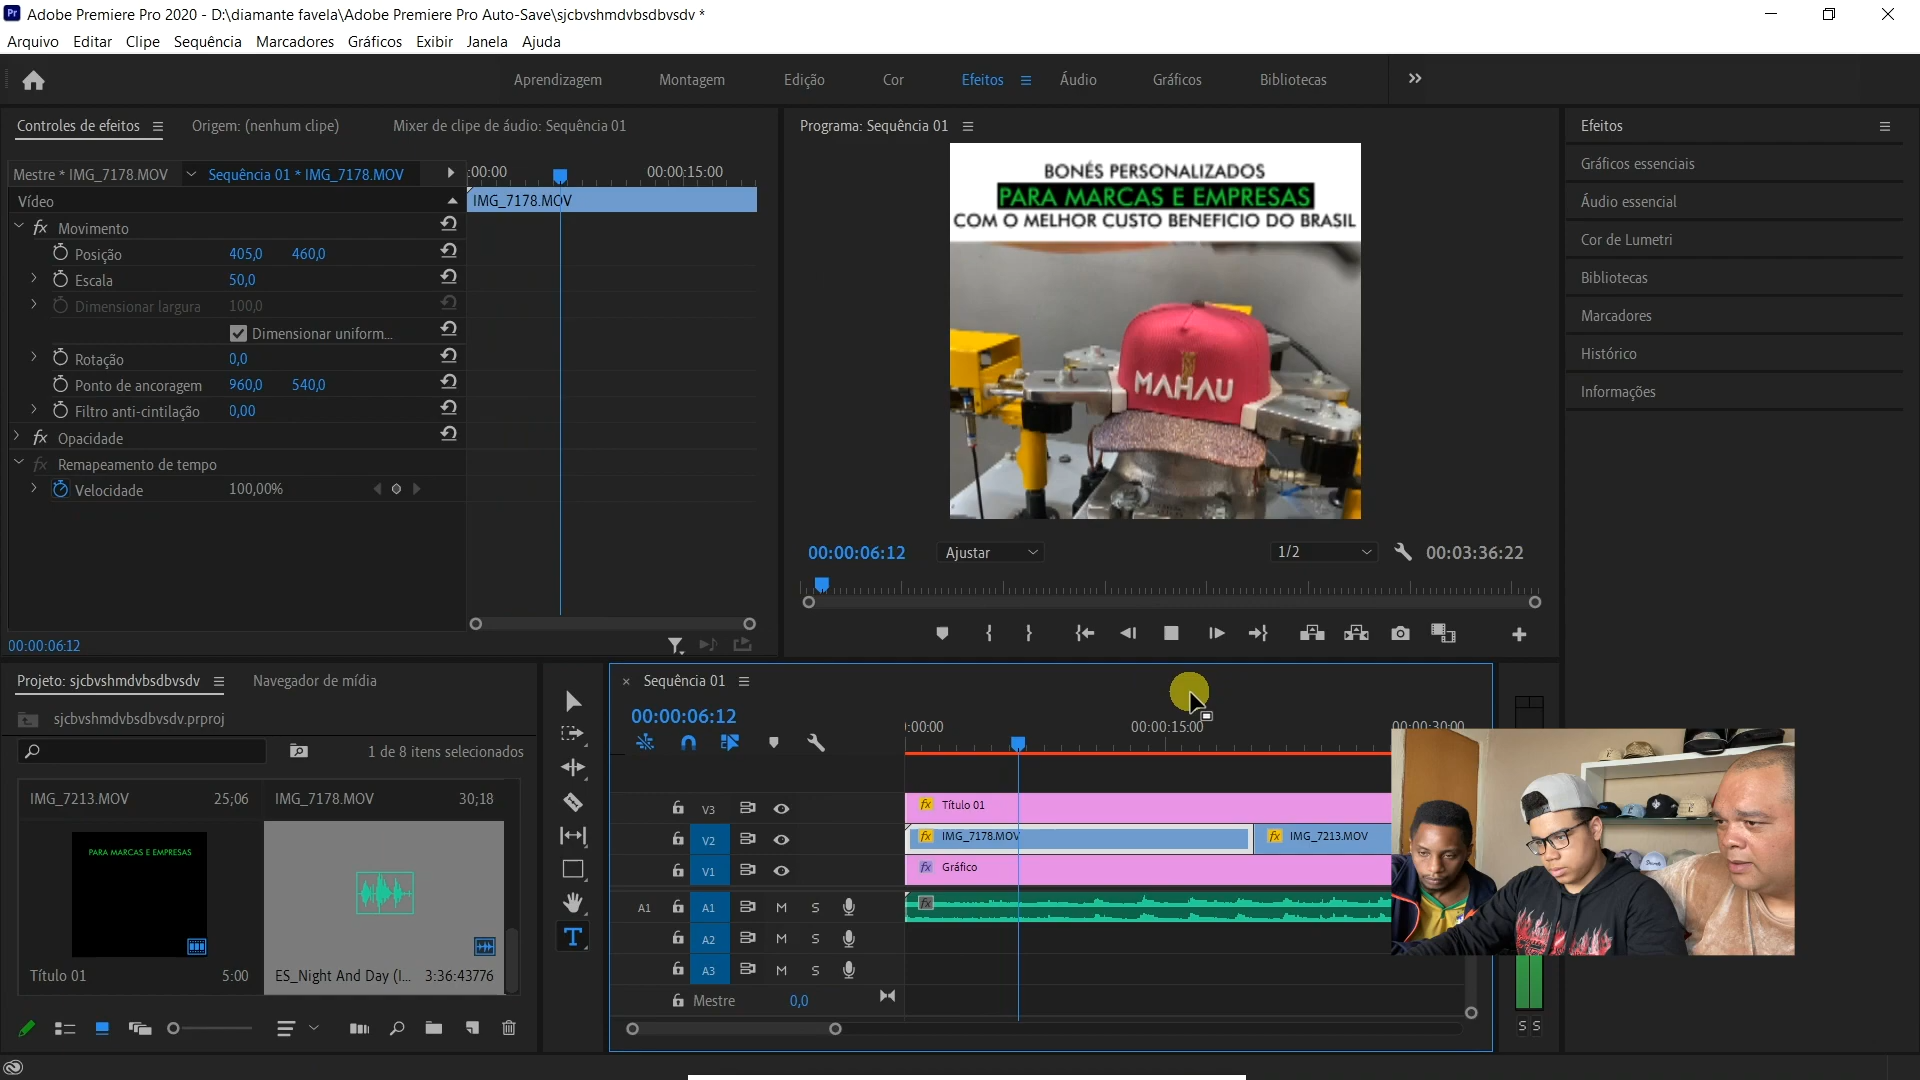 Adobe Premiere Pro 2020 - D:\diamante favela\Adobe Premiere Pro Auto-Save\sjcbvshmdvbsdbvsdv *
Arquivo Editar Clipe Sequência Marcadores Gráficos Exibir Janela Ajuda
Aprendizagem Montagem Edição Cor Efeitos Áudio Gráficos Bibliotecas
Controles de efeitos Origem: (nenhum clipe) Mixer de clipe de áudio: Sequência 01
Mestre * IMG_7178.MOV Sequência 01 * IMG_7178.MOV
:00:00 00:00:15:00
Vídeo
IMG_7178.MOV
Movimento
Posição 405,0 460,0
Escala 50,0
Dimensionar largura 100,0
Dimensionar uniform...
Rotação 0,0
Ponto de ancoragem 960,0 540,0
Filtro anti-cintilação 0,00
Opacidade
Remapeamento de tempo
Velocidade 100,00%
00:00:06:12
Programa: Sequência 01
BONÉS PERSONALIZADOS
PARA MARCAS E EMPRESAS
COM O MELHOR CUSTO BENEFICIO DO BRASIL
MAHAU
00:00:06:12 Ajustar 1/2 00:03:36:22
Efeitos
Gráficos essenciais
Áudio essencial
Cor de Lumetri
Bibliotecas
Marcadores
Histórico
Informações
Projeto: sjcbvshmdvbsdbvsdv Navegador de mídia
sjcbvshmdvbsdbvsdv.prproj
1 de 8 itens selecionados
IMG_7213.MOV 25;06 IMG_7178.MOV 30;18
PARA MARCAS E EMPRESAS
Título 01 5:00 ES_Night And Day (I... 3:36:43776
Sequência 01
00:00:06:12
:00:00 00:00:15:00 00:00:30:00
V3 Título 01
V2 IMG_7178.MOV IMG_7213.MOV
V1 Gráfico
A1 A1 M S
A2 M S
A3 M S
Mestre 0,0
S S